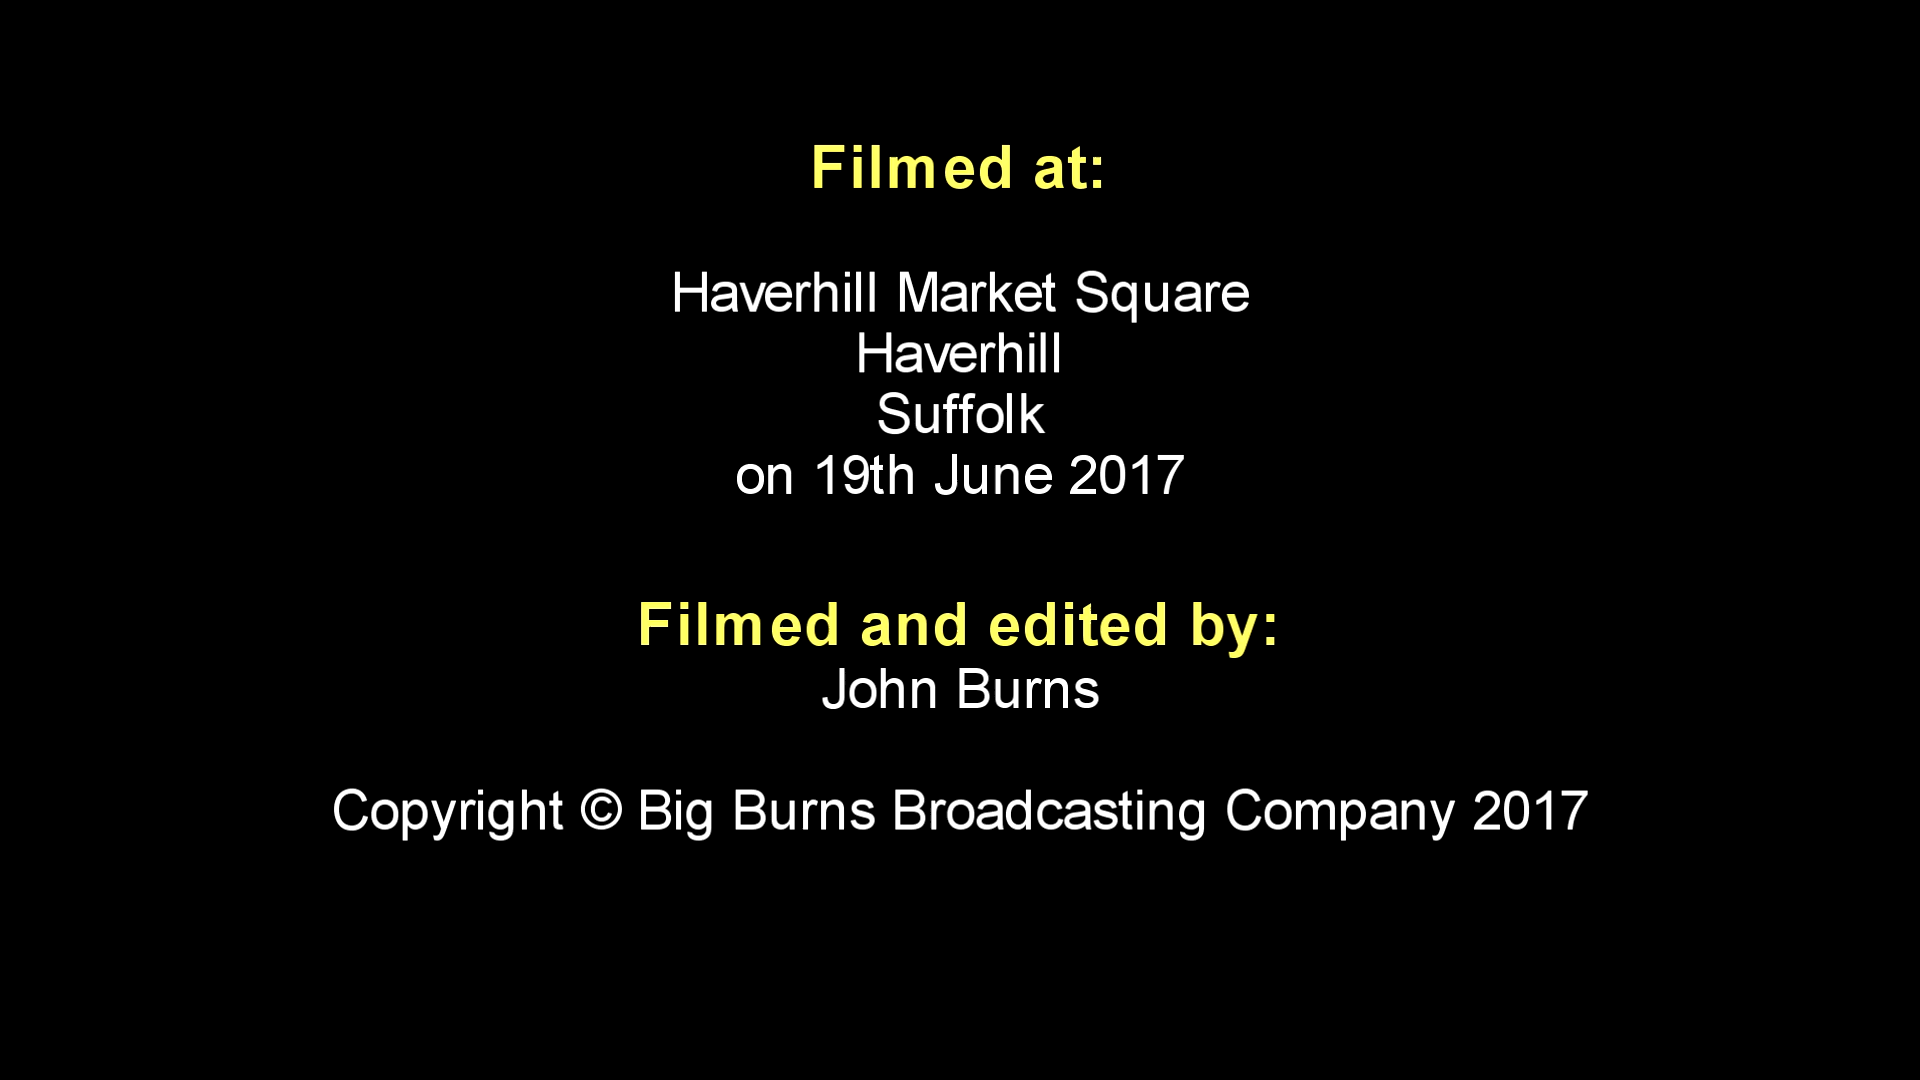 Filmed at:
Haverhill Market Square
Haverhill
Suffolk
on 19th June 2017
Filmed and edited by:
John Burns
Copyright © Big Burns Broadcasting Company 2017